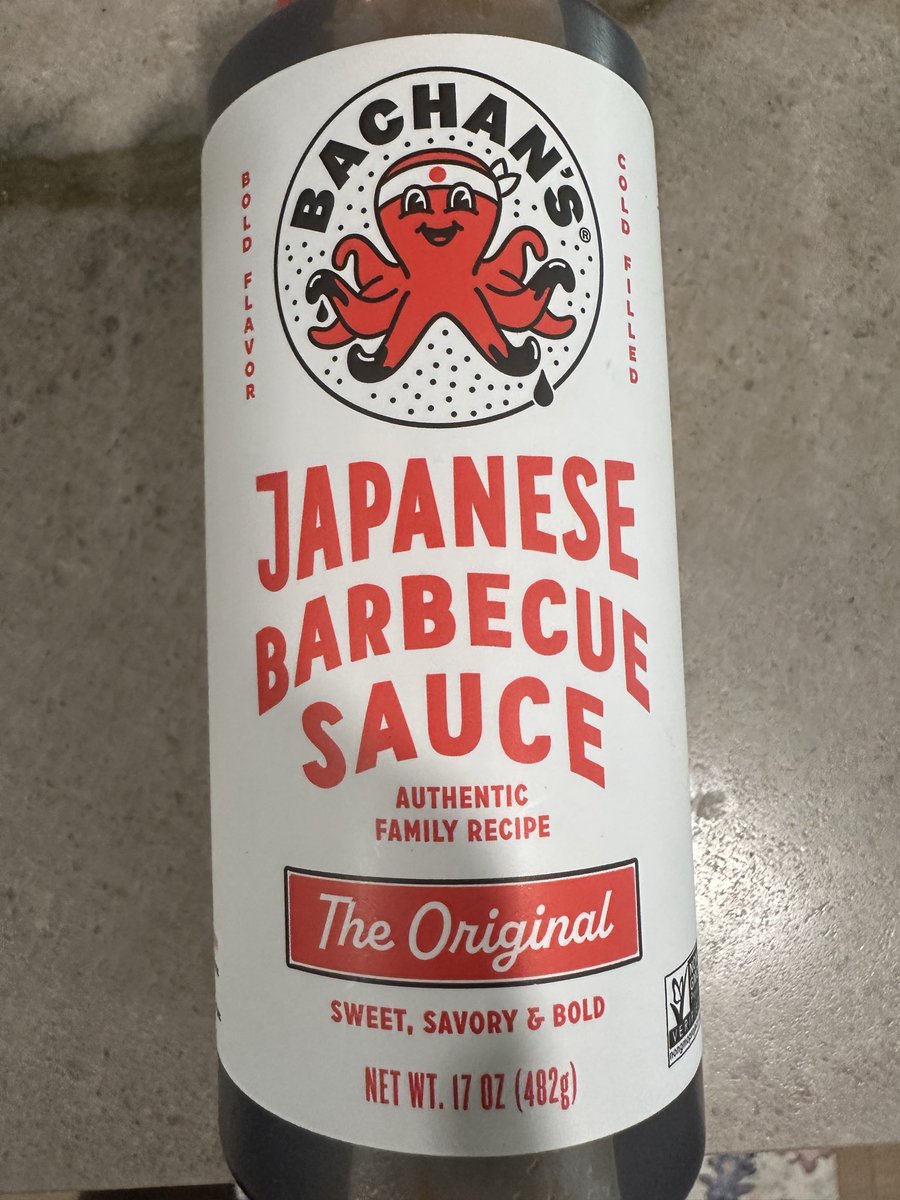 BACHAN'S®
BOLD FLAVOR
COLD FILLED
JAPANESE
BARBECUE
SAUCE
AUTHENTIC
FAMILY RECIPE
The Original
SWEET, SAVORY & BOLD
NET WT. 17 OZ (482g)